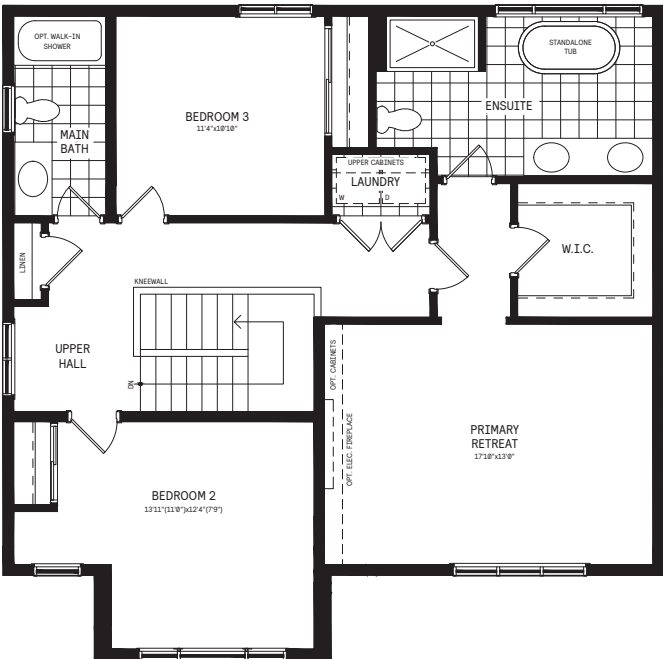 OPT. WALK-IN
SHOWER
STANDALONE
TUB
BEDROOM 3
11'4"x10'10"
ENSUITE
MAIN
BATH
UPPER CABINETS
LAUNDRY
W
D
LINEN
W.I.C.
KNEEWALL
UPPER
HALL
DN
OPT. CABINETS
OPT. ELEC. FIREPLACE
PRIMARY
RETREAT
17'10"x13'0"
BEDROOM 2
13'11"(11'0")x12'4"(7'9")